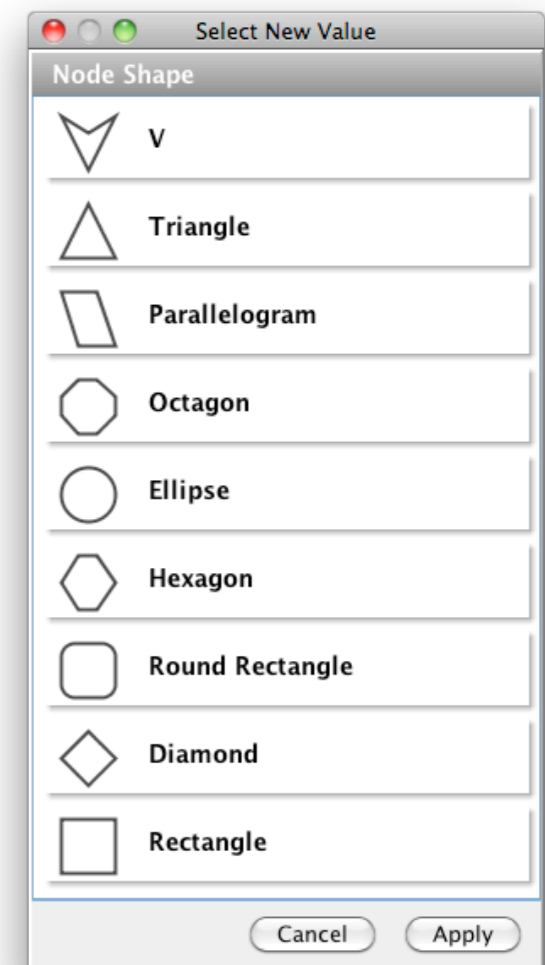 Select New Value
Node Shape
V
Triangle
Parallelogram
Octagon
Ellipse
Hexagon
Round Rectangle
Diamond
Rectangle
Cancel Apply